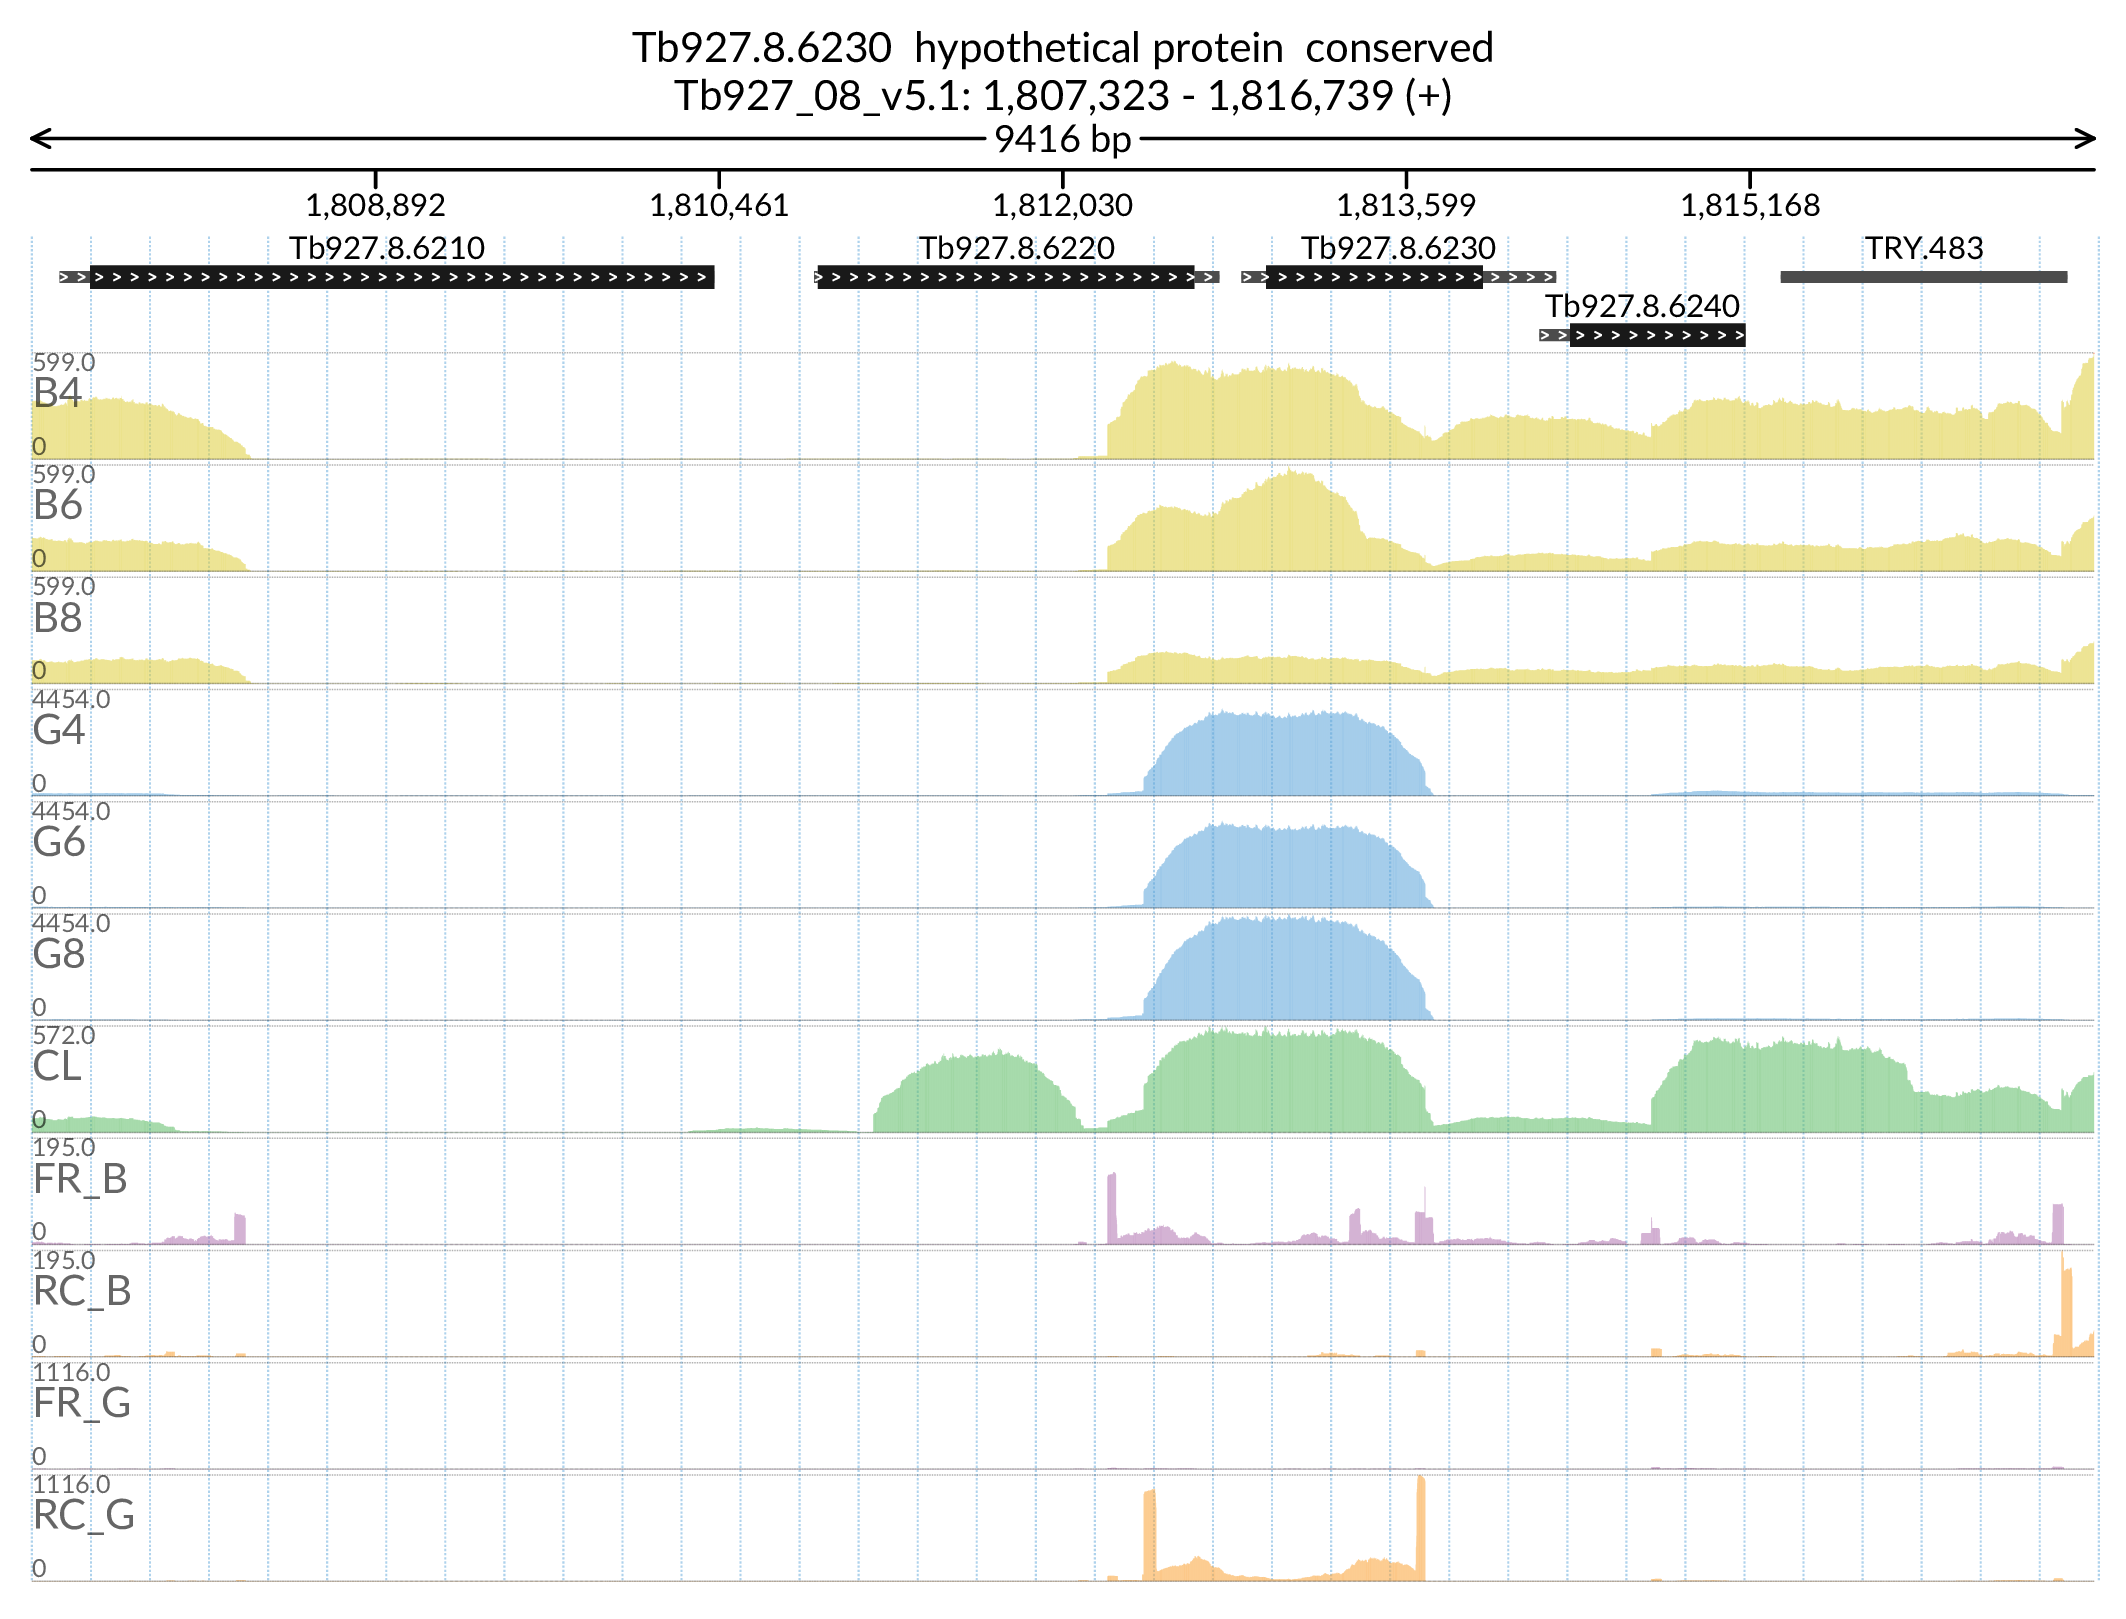 Tb927.8.6230 hypothetical protein conserved
Tb927_08_v5.1: 1,807,323 - 1,816,739 (+)
9416 bp
1,808,892 1,810,461 1,812,030 1,813,599 1,815,168
Tb927.8.6210 Tb927.8.6220 Tb927.8.6230 TRY.483
Tb927.8.6240
599.0
B4
0
599.0
B6
0
599.0
B8
0
4454.0
G4
0
4454.0
G6
0
4454.0
G8
0
572.0
CL
0
195.0
FR_B
0
195.0
RC_B
0
1116.0
FR_G
0
1116.0
RC_G
0